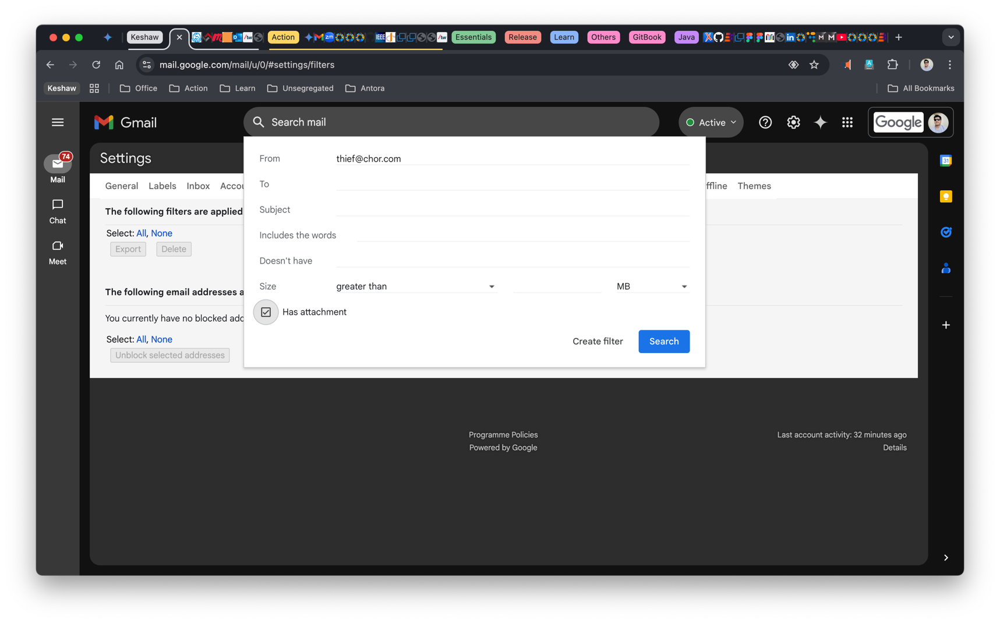 Keshaw
Action
Essentials
Release
Learn
Others
GitBook
Java
mail.google.com/mail/u/0/#settings/filters
Keshaw
Office
Action
Learn
Unsegregated
Antora
All Bookmarks
Gmail
Search mail
Active
Google
74
Mail
Chat
Meet
Settings
General Labels Inbox Accou
ffline Themes
The following filters are applied
Select: All, None
Export Delete
The following email addresses a
You currently have no blocked add
Select: All, None
Unblock selected addresses
From thief@chor.com
To
Subject
Includes the words
Doesn't have
Size greater than MB
Has attachment
Create filter Search
31
Programme Policies
Powered by Google
Last account activity: 32 minutes ago
Details